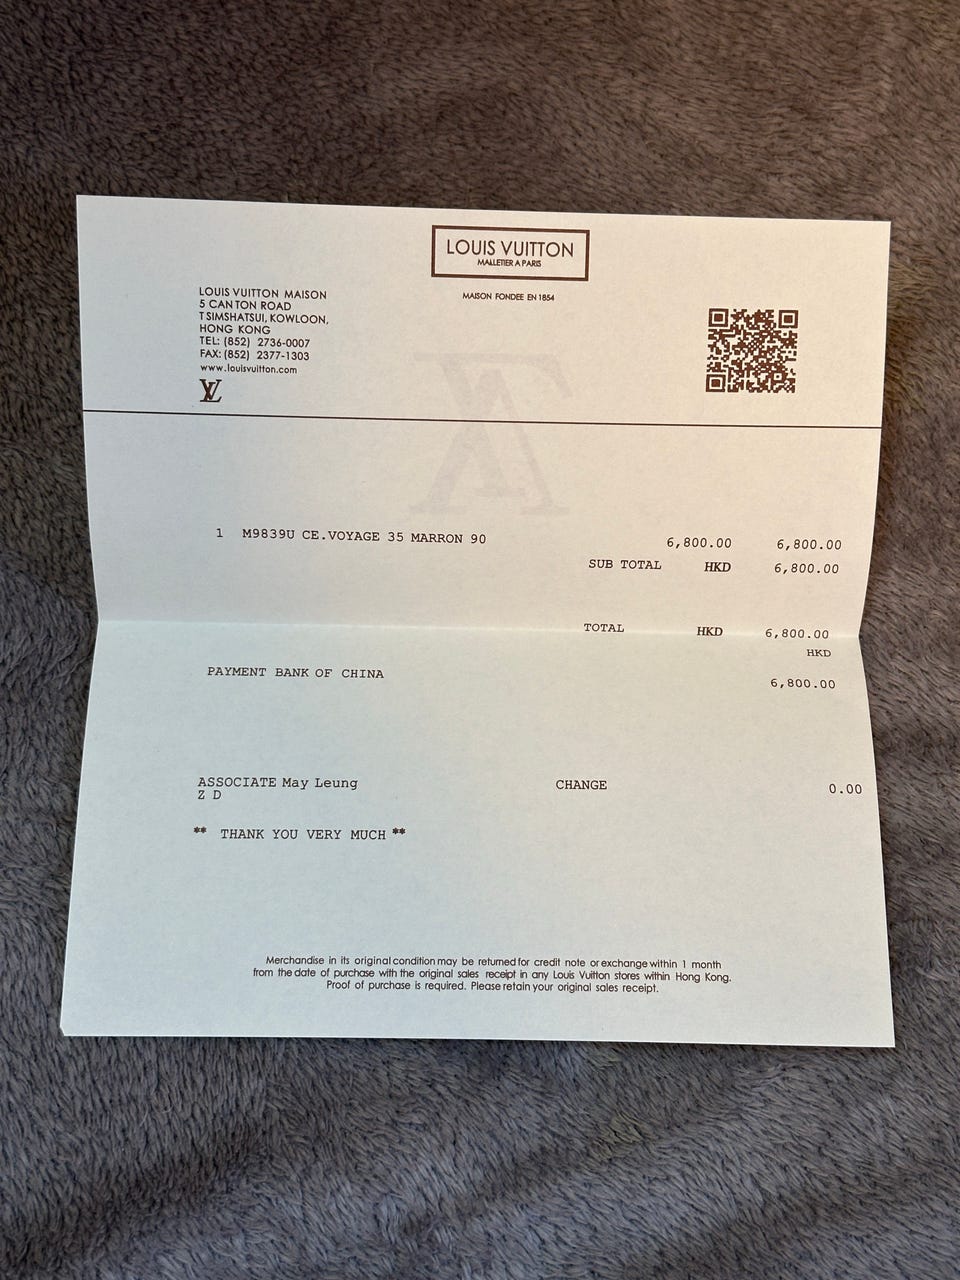 LOUIS VUITTON
MALLETIER A PARIS
MAISON FONDEE EN 1854
LOUIS VUITTON MAISON
5 CANTON ROAD
TSIMSHATSUI, KOWLOON,
HONG KONG
TEL: (852) 2736-0007
FAX: (852) 2377-1303
www.louisvuitton.com
LV
1 M9839U CE.VOYAGE 35 MARRON 90 6,800.00 6,800.00
SUB TOTAL HKD 6,800.00
TOTAL HKD 6,800.00
HKD
PAYMENT BANK OF CHINA 6,800.00
ASSOCIATE May Leung CHANGE 0.00
Z D
** THANK YOU VERY MUCH **
Merchandise in its original condition may be returned for credit note or exchange within 1 month
from the date of purchase with the original sales receipt in any Louis Vuitton stores within Hong Kong.
Proof of purchase is required. Please retain your original sales receipt.